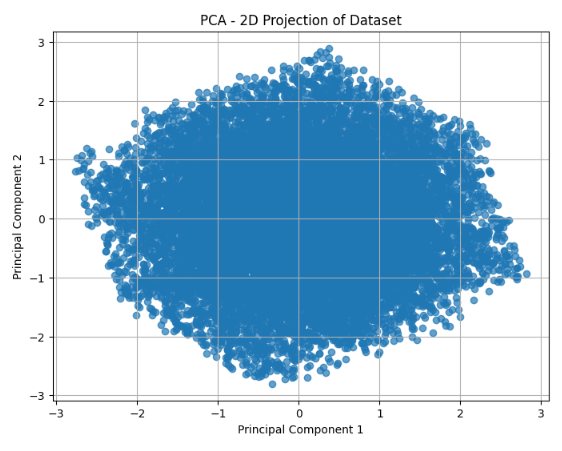 PCA - 2D Projection of Dataset
3
2
1
0
−1
−2
−3
Principal Component 2
−3 −2 −1 0 1 2 3
Principal Component 1